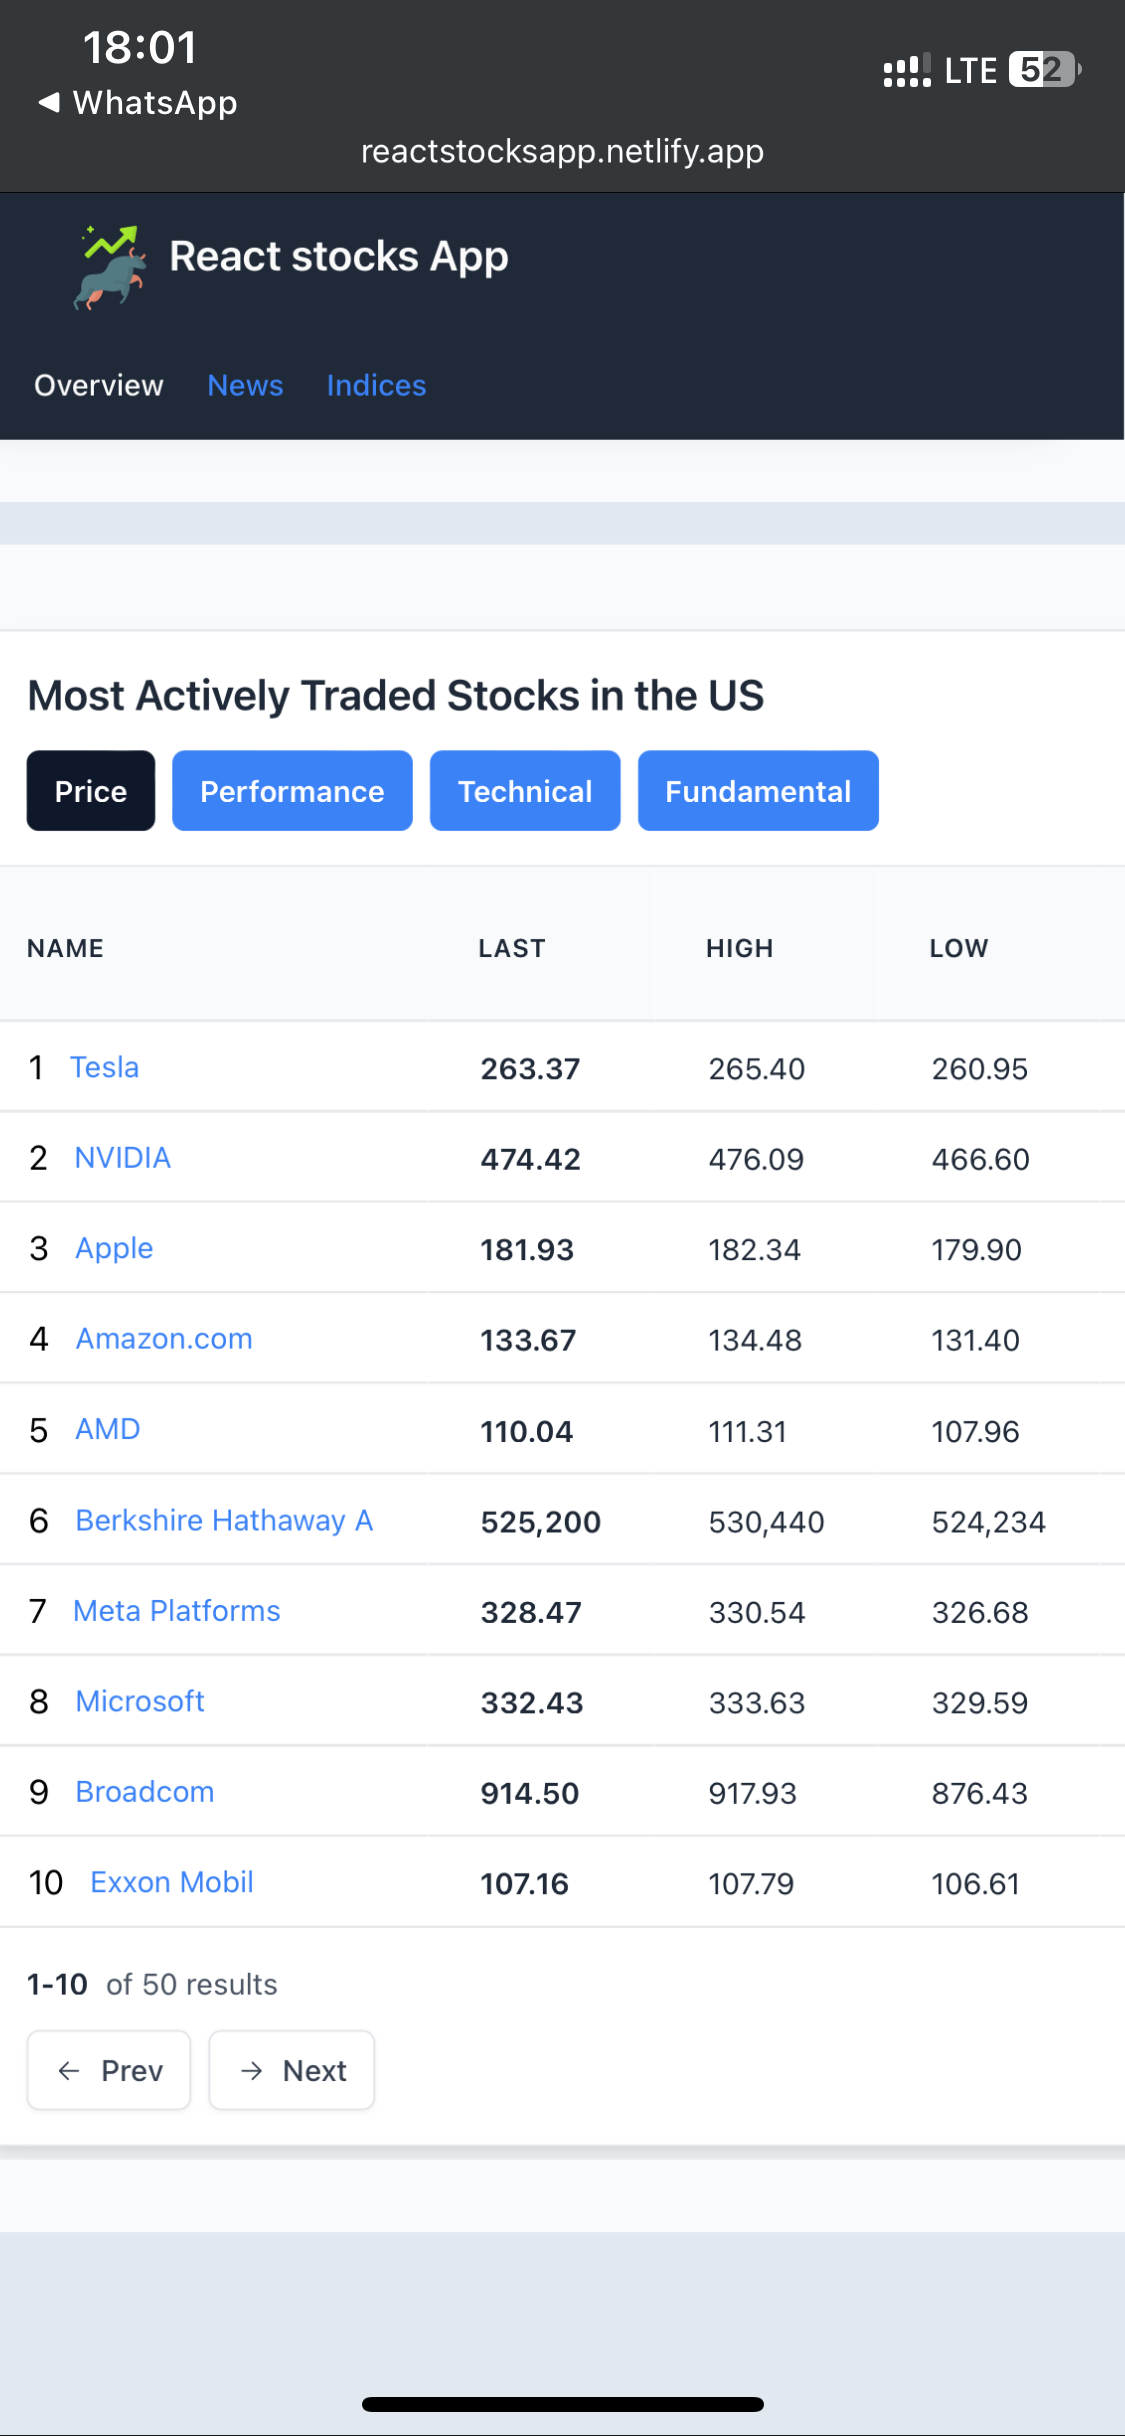 18:01
LTE 52
◀ WhatsApp
reactstocksapp.netlify.app
React stocks App
Overview News Indices
Most Actively Traded Stocks in the US
Price Performance Technical Fundamental
NAME LAST HIGH LOW
1 Tesla 263.37 265.40 260.95
2 NVIDIA 474.42 476.09 466.60
3 Apple 181.93 182.34 179.90
4 Amazon.com 133.67 134.48 131.40
5 AMD 110.04 111.31 107.96
6 Berkshire Hathaway A 525,200 530,440 524,234
7 Meta Platforms 328.47 330.54 326.68
8 Microsoft 332.43 333.63 329.59
9 Broadcom 914.50 917.93 876.43
10 Exxon Mobil 107.16 107.79 106.61
1-10 of 50 results
← Prev → Next